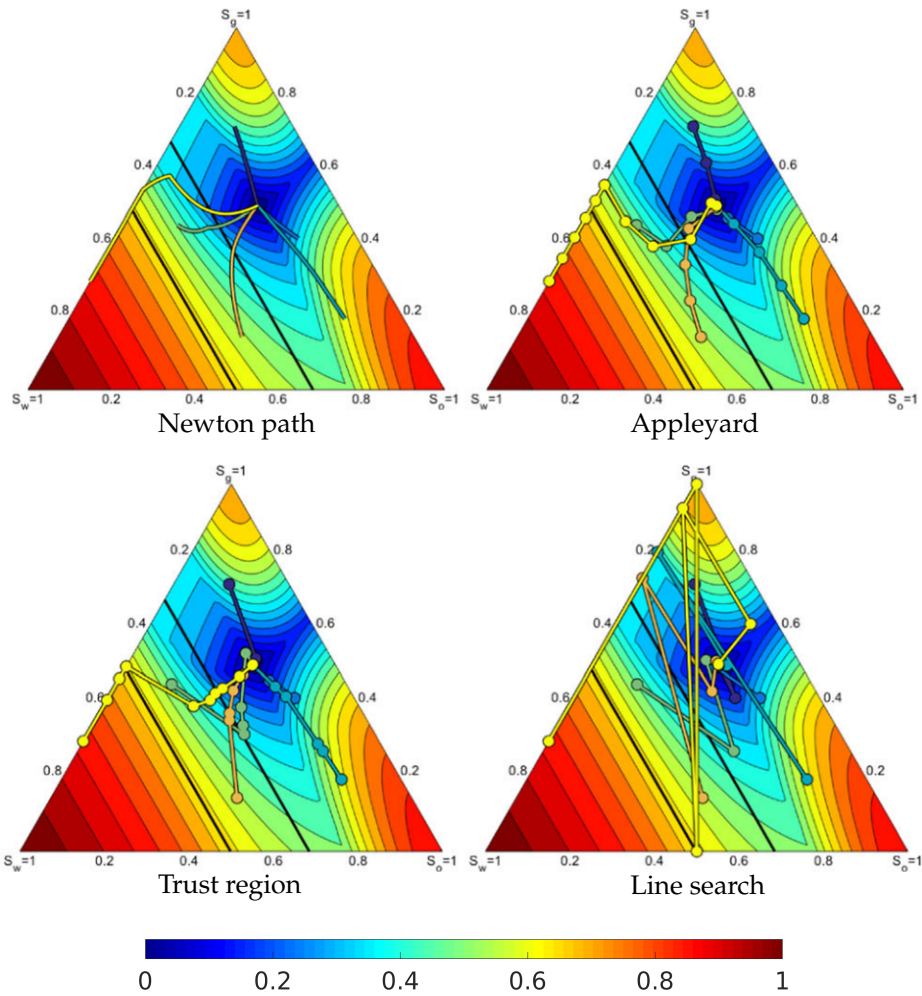 S_g=1 S_g=1
0.2 0.8 0.2 0.8
0.4 0.6 0.4 0.6
0.6 0.4 0.6 0.4
0.8 0.2 0.8 0.2
S_w=1 0.2 0.4 0.6 0.8 S_o=1 S_w=1 0.2 0.4 0.6 0.8 S_o=1
Newton path Appleyard
S_g=1 S_g=1
0.2 0.8 0.2 0.8
0.4 0.6 0.4 0.6
0.6 0.4 0.6 0.4
0.8 0.2 0.8 0.2
S_w=1 0.2 0.4 0.6 0.8 S_o=1 S_w=1 0.2 0.4 0.6 0.8 S_o=1
Trust region Line search
0 0.2 0.4 0.6 0.8 1